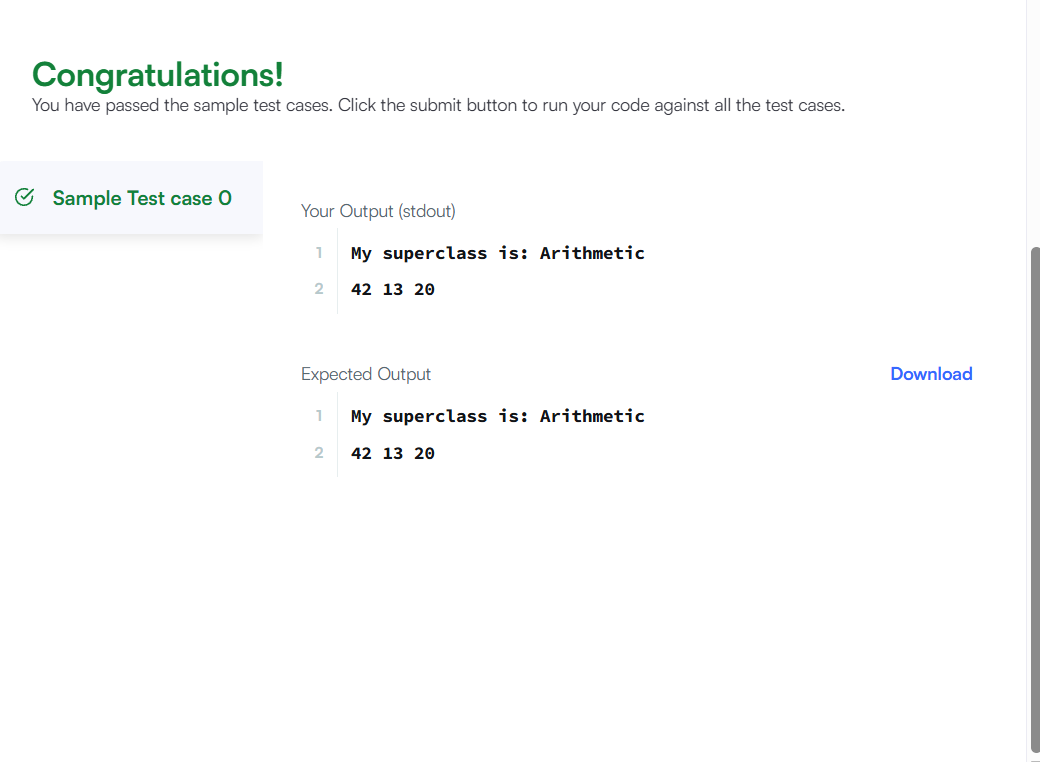 Congratulations!
You have passed the sample test cases. Click the submit button to run your code against all the test cases.
Sample Test case 0
Your Output (stdout)
1 My superclass is: Arithmetic
2 42 13 20
Expected Output Download
1 My superclass is: Arithmetic
2 42 13 20